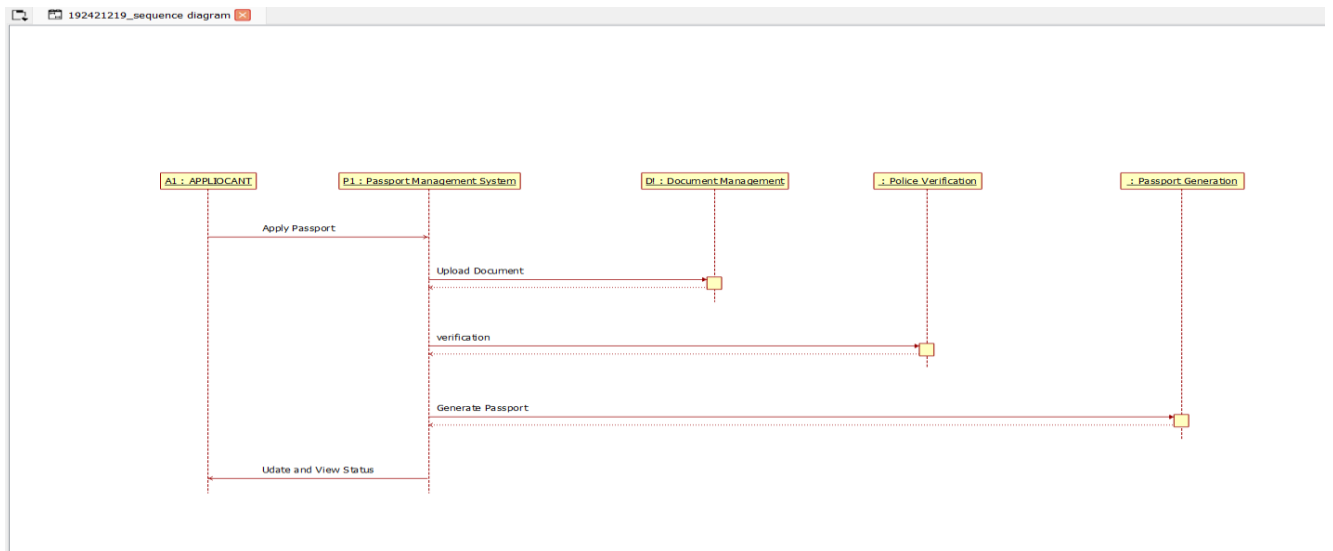 192421219_sequence diagram
A1 : APPLIOCANT
P1 : Passport Management System
D! : Document Management
: Police Verification
: Passport Generation
Apply Passport
Upload Document
verification
Generate Passport
Udate and View Status